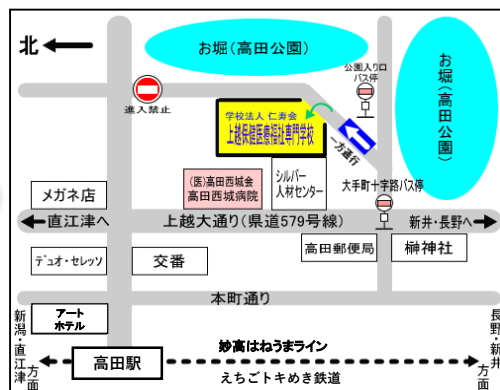 北
お堀(高田公園)
公園入り口
バス停
お堀(高田公園)
進入禁止
学校法人 仁寿会
上越保健医療福祉専門学校
一方通行
(医)高田西城会
高田西城病院
シルバー
人材センター
大手町十字路バス停
メガネ店
直江津へ
上越大通り(県道579号線)
新井・長野へ
デュオ・セレッソ
交番
高田郵便局
榊神社
本町通り
アート
ホテル
新潟・直江津
方面
高田駅
妙高はねうまライン
えちごトキめき鉄道
長野・新井
方面